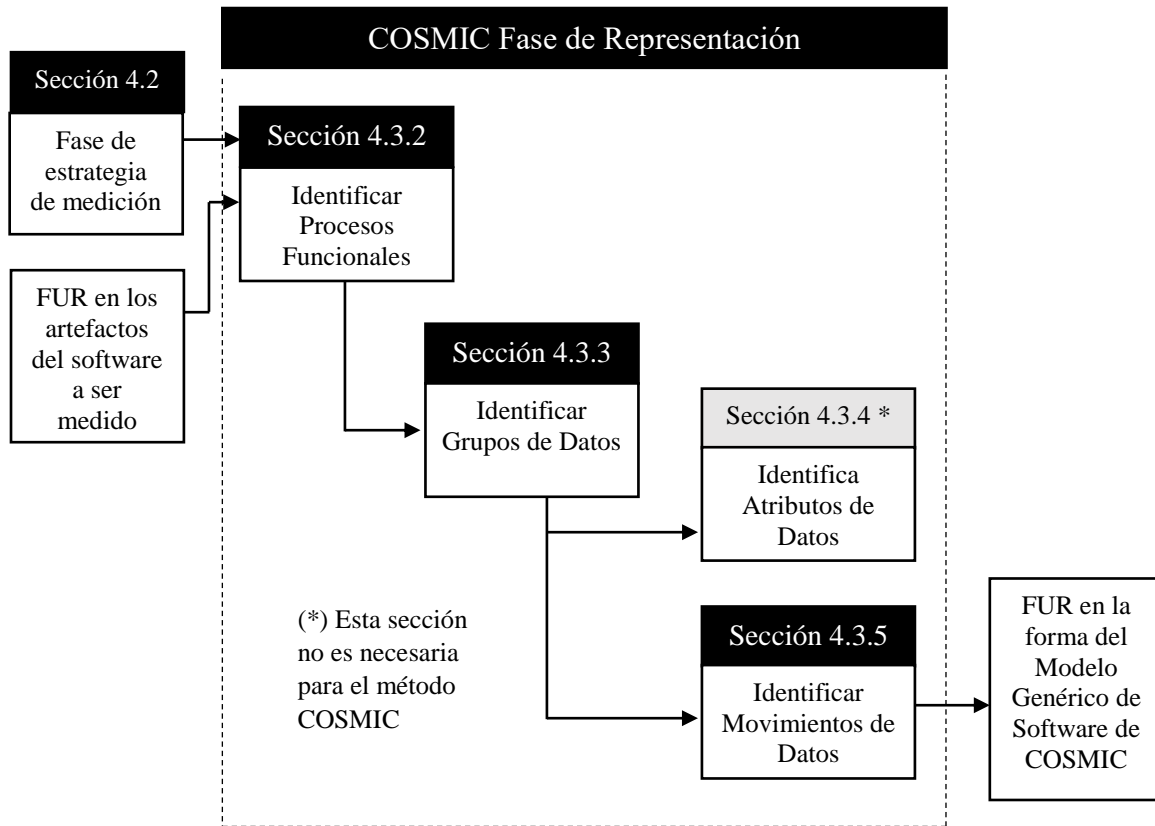 COSMIC Fase de Representación
Sección 4.2
Fase de
estrategia
de medición
FUR en los
artefactos
del software
a ser
medido
Sección 4.3.2
Identificar
Procesos
Funcionales
Sección 4.3.3
Identificar
Grupos de Datos
Sección 4.3.4 *
Identifica
Atributos de
Datos
(*) Esta sección
no es necesaria
para el método
COSMIC
Sección 4.3.5
Identificar
Movimientos de
Datos
FUR en la
forma del
Modelo
Genérico de
Software de
COSMIC